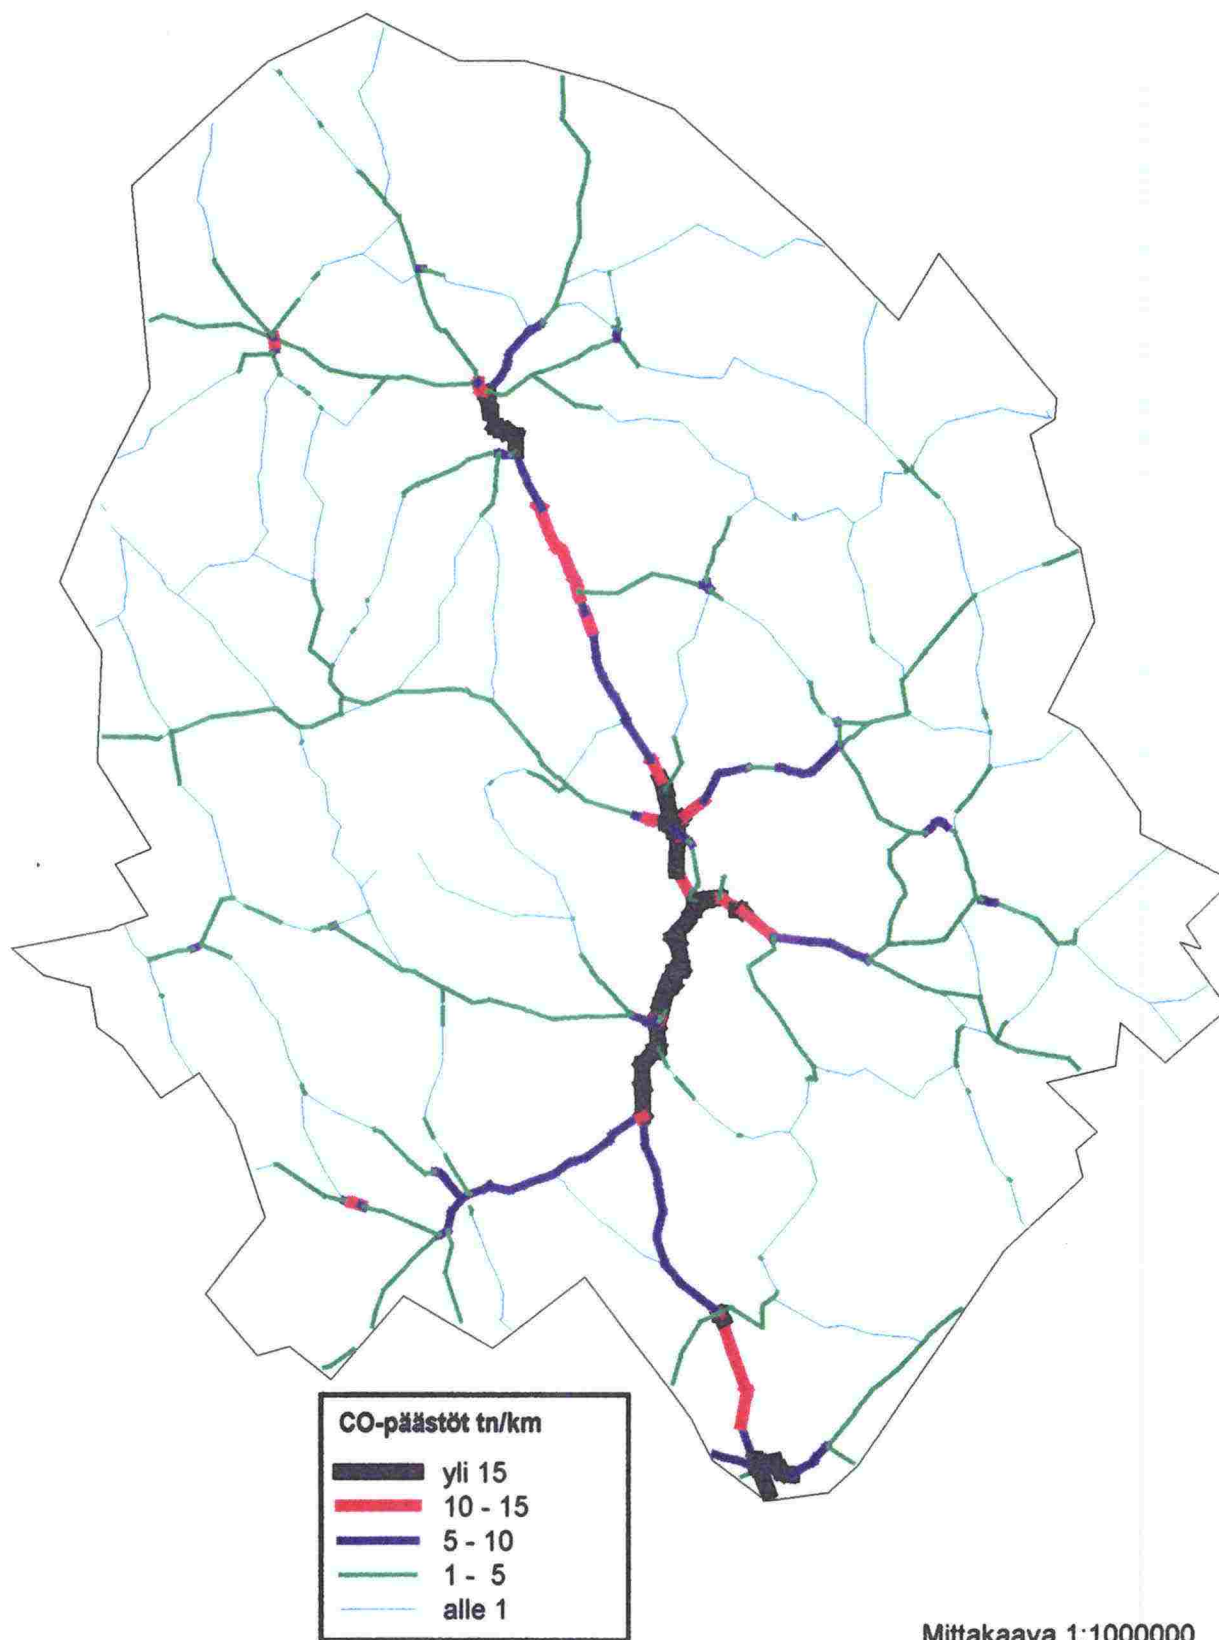 CO-päästöt tn/km
yli 15
10 - 15
5 - 10
1 - 5
alle 1
Mittakaava 1:1000000